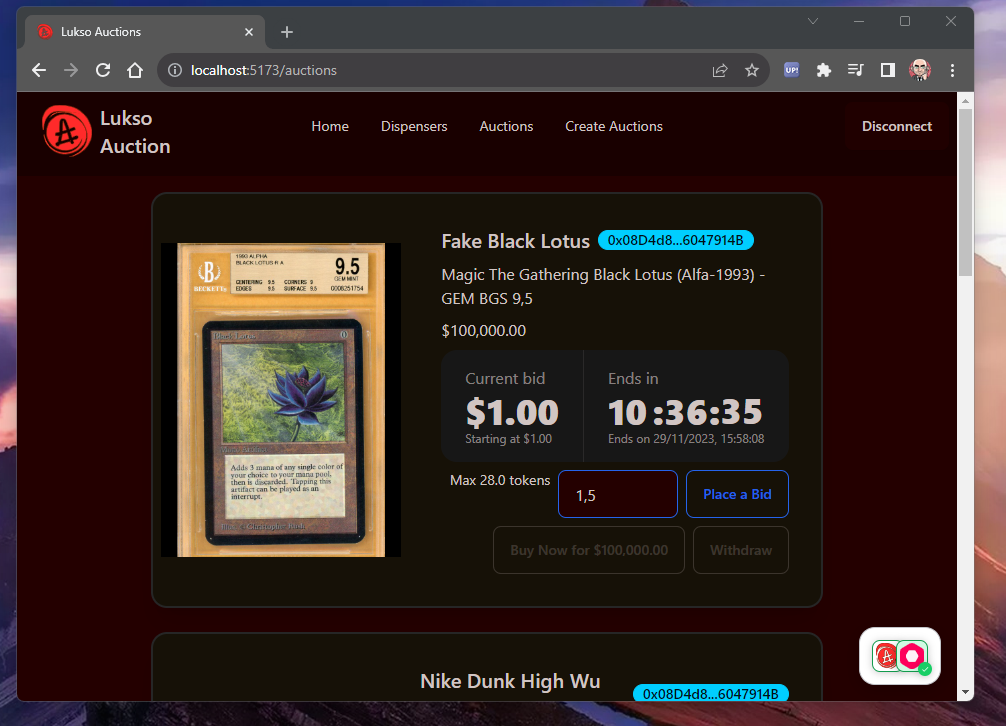 Lukso Auctions
localhost:5173/auctions
UP!
Lukso
Auction
Home
Dispensers
Auctions
Create Auctions
Disconnect
1993 ALPHA
BLACK LOTUS R A
9.5
GEM MINT
B
BECKETT
CENTERING 9.5 CORNERS 9
EDGES 9.5 SURFACE 9.5
0008251754
Black Lotus
0
Adds 3 mana of any single color of
your choice to your mana pool,
then is discarded. Tapping this
artifact can be played as an
interrupt.
Illus. © Christopher Rush
Fake Black Lotus
0x08D4d8...6047914B
Magic The Gathering Black Lotus (Alfa-1993) -
GEM BGS 9,5
$100,000.00
Current bid
$1.00
Starting at $1.00
Ends in
10:36:35
Ends on 29/11/2023, 15:58:08
Max 28.0 tokens
1,5
Place a Bid
Buy Now for $100,000.00
Withdraw
Nike Dunk High Wu
0x08D4d8...6047914B